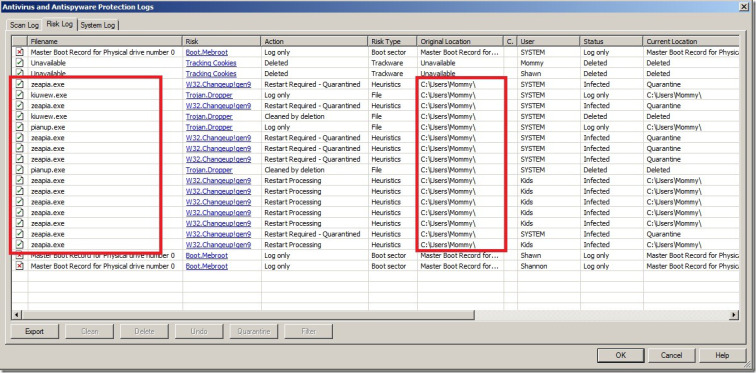 Antivirus and Antispyware Protection Logs
Scan Log Risk Log System Log
Filename Risk Action Risk Type Original Location C. User Status Current Location
Master Boot Record for Physical drive number 0 Boot.Mebroot Log only Boot sector Master Boot Record for... SYSTEM Log only Master Boot Record for Physica
Unavailable Tracking Cookies Deleted Trackware Unavailable Mommy Deleted Deleted
Unavailable Tracking Cookies Deleted Trackware Unavailable Shawn Deleted Deleted
zeapia.exe W32.Changeup!gen9 Restart Required - Quarantined Heuristics C:\Users\Mommy\ SYSTEM Infected Quarantine
kiuwew.exe Trojan.Dropper Log only File C:\Users\Mommy\ SYSTEM Log only C:\Users\Mommy\
zeapia.exe W32.Changeup!gen9 Restart Required - Quarantined Heuristics C:\Users\Mommy\ SYSTEM Infected Quarantine
kiuwew.exe Trojan.Dropper Cleaned by deletion File C:\Users\Mommy\ SYSTEM Deleted Deleted
pianup.exe Trojan.Dropper Log only File C:\Users\Mommy\ SYSTEM Log only C:\Users\Mommy\
zeapia.exe W32.Changeup!gen9 Restart Required - Quarantined Heuristics C:\Users\Mommy\ SYSTEM Infected Quarantine
zeapia.exe W32.Changeup!gen9 Restart Required - Quarantined Heuristics C:\Users\Mommy\ SYSTEM Infected Quarantine
zeapia.exe W32.Changeup!gen9 Restart Required - Quarantined Heuristics C:\Users\Mommy\ SYSTEM Infected Quarantine
pianup.exe Trojan.Dropper Cleaned by deletion File C:\Users\Mommy\ SYSTEM Deleted Deleted
zeapia.exe W32.Changeup!gen9 Restart Processing Heuristics C:\Users\Mommy\ Kids Infected C:\Users\Mommy\
zeapia.exe W32.Changeup!gen9 Restart Processing Heuristics C:\Users\Mommy\ Kids Infected C:\Users\Mommy\
zeapia.exe W32.Changeup!gen9 Restart Processing Heuristics C:\Users\Mommy\ Kids Infected C:\Users\Mommy\
zeapia.exe W32.Changeup!gen9 Restart Processing Heuristics C:\Users\Mommy\ Kids Infected C:\Users\Mommy\
zeapia.exe W32.Changeup!gen9 Restart Required - Quarantined Heuristics C:\Users\Mommy\ SYSTEM Infected Quarantine
zeapia.exe W32.Changeup!gen9 Restart Processing Heuristics C:\Users\Mommy\ Kids Infected C:\Users\Mommy\
Master Boot Record for Physical drive number 0 Boot.Mebroot Log only Boot sector Master Boot Record for... Shawn Log only Master Boot Record for Physica
Master Boot Record for Physical drive number 0 Boot.Mebroot Log only Boot sector Master Boot Record for... Shannon Log only Master Boot Record for Physica
Export Clean Delete Undo Quarantine Filter
OK Cancel Help